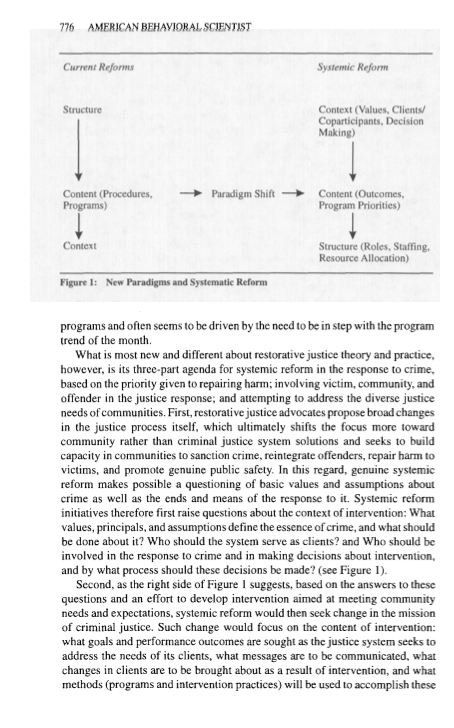 776 AMERICAN BEHAVIORAL SCIENTIST
Current Reforms
Systemic Reform
Structure
Context (Values, Clients/
Coparticipants, Decision
Making)
Content (Procedures,
Programs)
Paradigm Shift
Content (Outcomes,
Program Priorities)
Context
Structure (Roles, Staffing,
Resource Allocation)
Figure 1: New Paradigms and Systematic Reform
programs and often seems to be driven by the need to be in step with the program
trend of the month.
What is most new and different about restorative justice theory and practice,
however, is its three-part agenda for systemic reform in the response to crime,
based on the priority given to repairing harm; involving victim, community, and
offender in the justice response; and attempting to address the diverse justice
needs of communities. First, restorative justice advocates propose broad changes
in the justice process itself, which ultimately shifts the focus more toward
community rather than criminal justice system solutions and seeks to build
capacity in communities to sanction crime, reintegrate offenders, repair harm to
victims, and promote genuine public safety. In this regard, genuine systemic
reform makes possible a questioning of basic values and assumptions about
crime as well as the ends and means of the response to it. Systemic reform
initiatives therefore first raise questions about the context of intervention: What
values, principals, and assumptions define the essence of crime, and what should
be done about it? Who should the system serve as clients? and Who should be
involved in the response to crime and in making decisions about intervention,
and by what process should these decisions be made? (see Figure 1).
Second, as the right side of Figure 1 suggests, based on the answers to these
questions and an effort to develop intervention aimed at meeting community
needs and expectations, systemic reform would then seek change in the mission
of criminal justice. Such change would focus on the content of intervention:
what goals and performance outcomes are sought as the justice system seeks to
address the needs of its clients, what messages are to be communicated, what
changes in clients are to be brought about as a result of intervention, and what
methods (programs and intervention practices) will be used to accomplish these